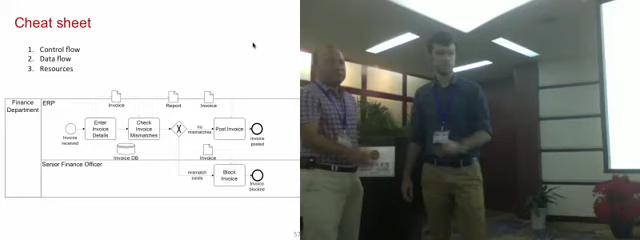 Cheat sheet
1. Control flow
2. Data flow
3. Resources
Finance
Department
ERP
Invoice
Report
Invoice
Invoice
received
Enter
Invoice
Details
Check
Invoice
Mismatches
no
mismatches
Post Invoice
Invoice
posted
Invoice DB
Invoice
Senior Finance Officer
mismatch
exists
Block
Invoice
Invoice
blocked